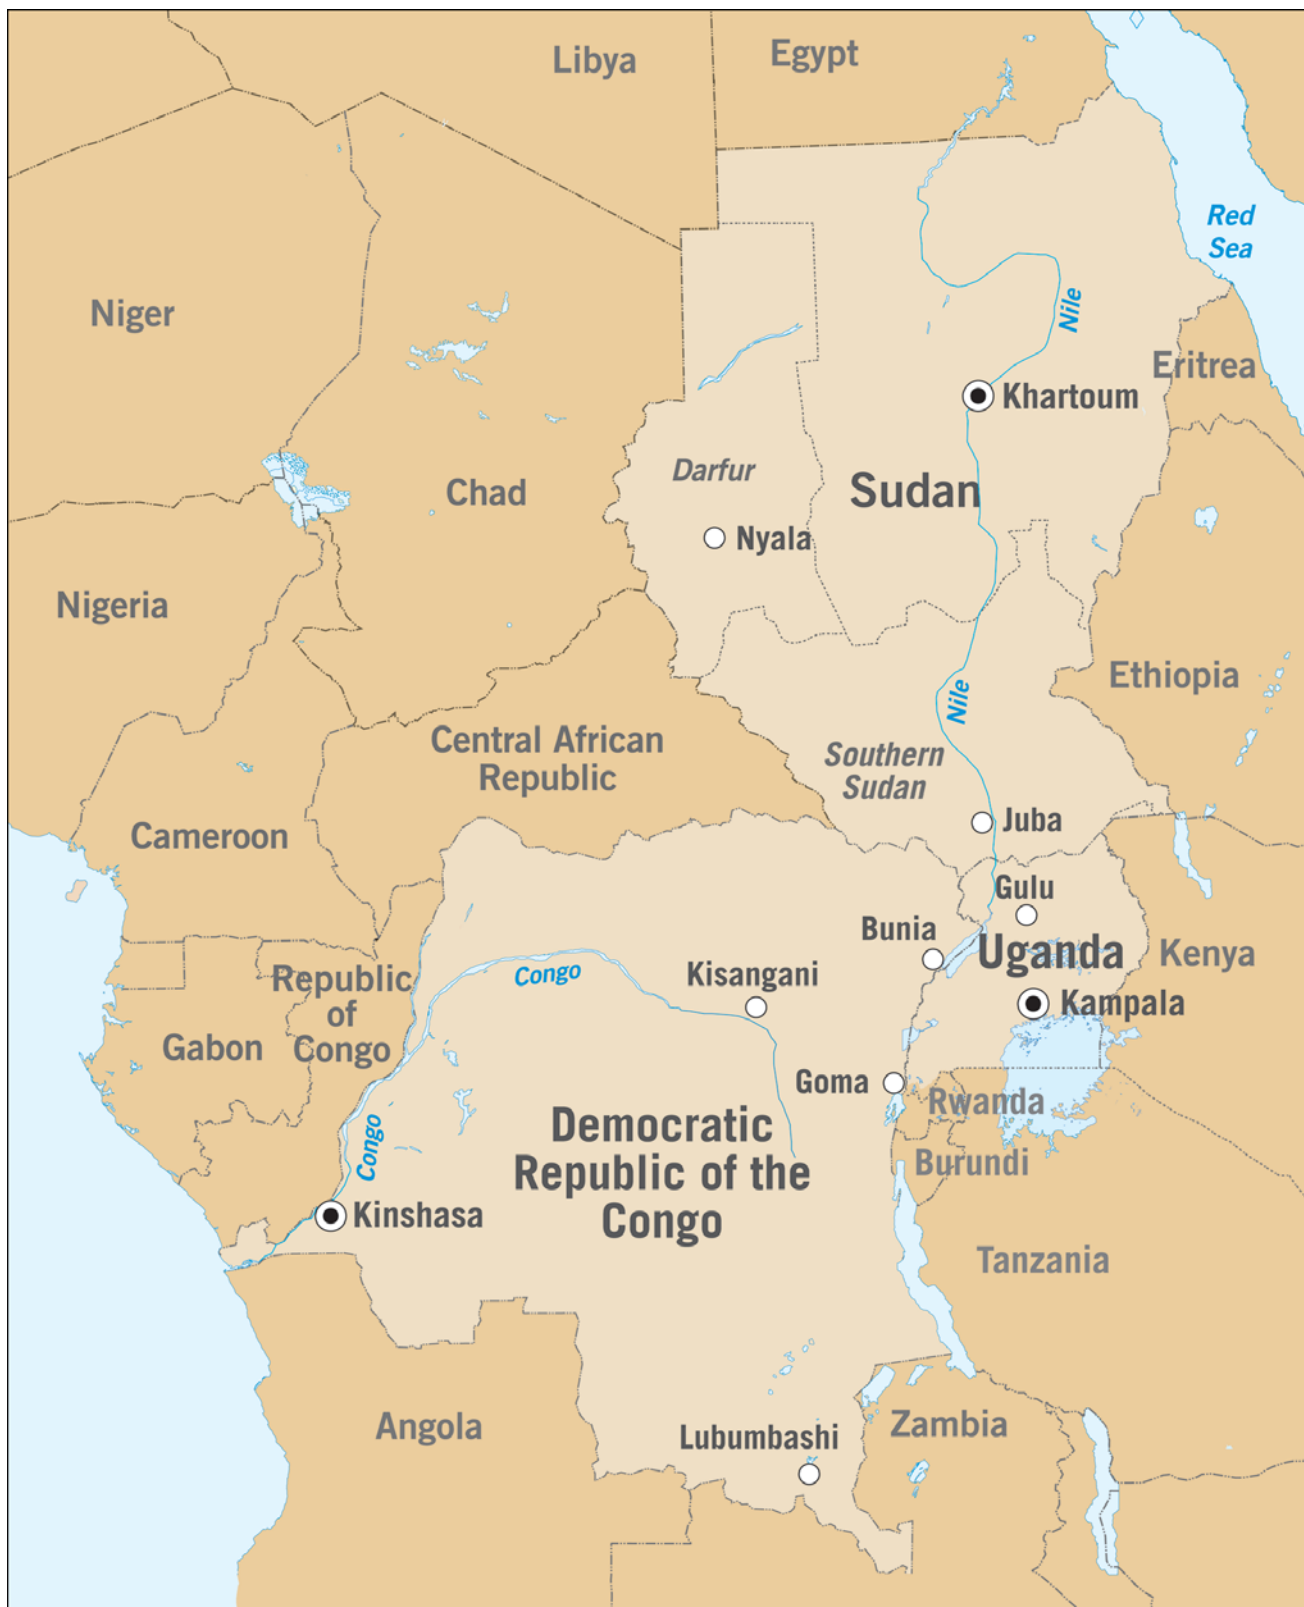 Libya
Egypt
Red
Sea
Niger
Nile
Eritrea
Khartoum
Darfur
Sudan
Chad
Nyala
Nigeria
Ethiopia
Nile
Central African
Republic
Southern
Sudan
Juba
Cameroon
Gulu
Bunia
Uganda
Kenya
Republic
of
Congo
Congo
Kisangani
Kampala
Gabon
Goma
Rwanda
Democratic
Republic of the
Congo
Congo
Burundi
Kinshasa
Tanzania
Angola
Lubumbashi
Zambia